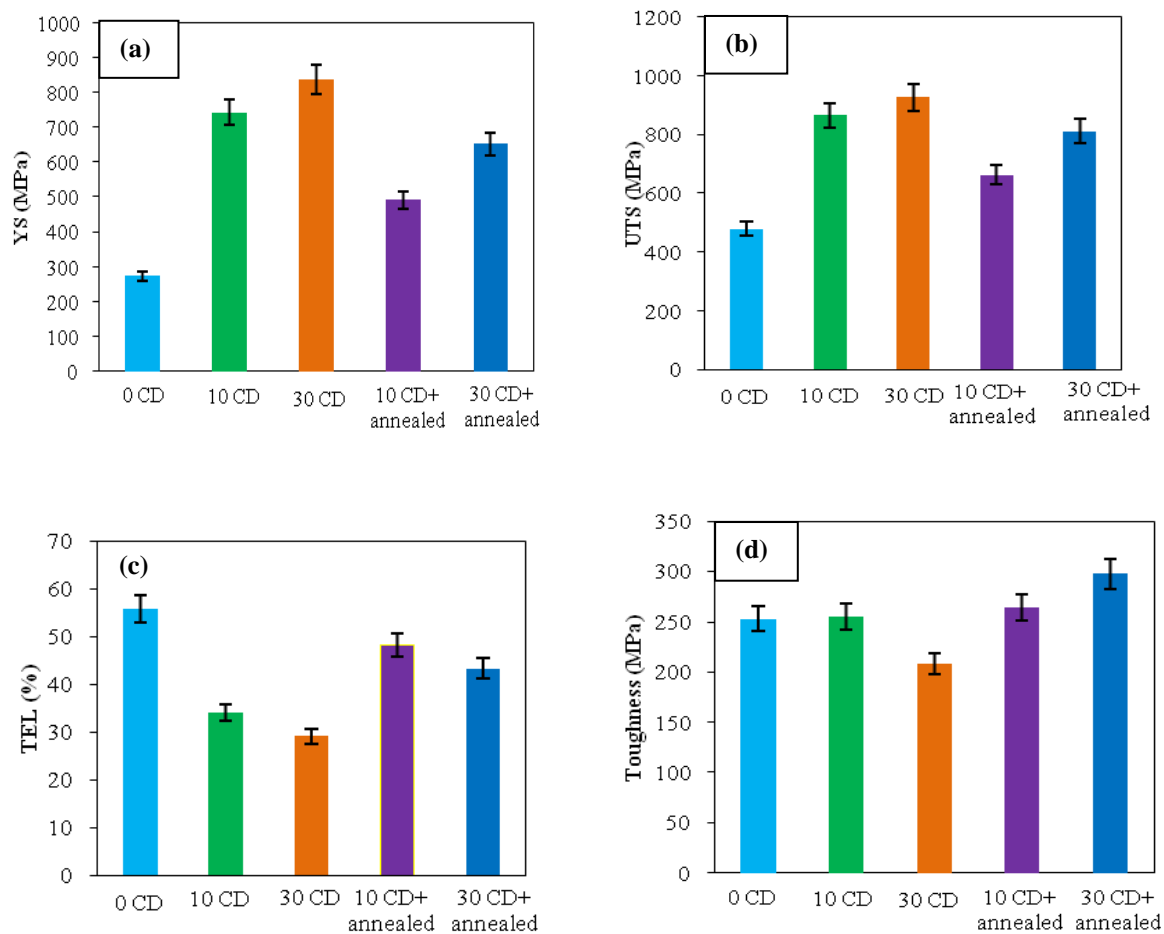 (a)
YS (MPa)
1000
900
800
700
600
500
400
300
200
100
0
0 CD 10 CD 30 CD 10 CD+ 30 CD+
annealed annealed
(b)
UTS (MPa)
1200
1000
800
600
400
200
0
0 CD 10 CD 30 CD 10 CD+ 30 CD+
annealed annealed
(c)
TEL (%)
70
60
50
40
30
20
10
0
0 CD 10 CD 30 CD 10 CD+ 30 CD+
annealed annealed
(d)
Toughness (MPa)
350
300
250
200
150
100
50
0
0 CD 10 CD 30 CD 10 CD+ 30 CD+
annealed annealed